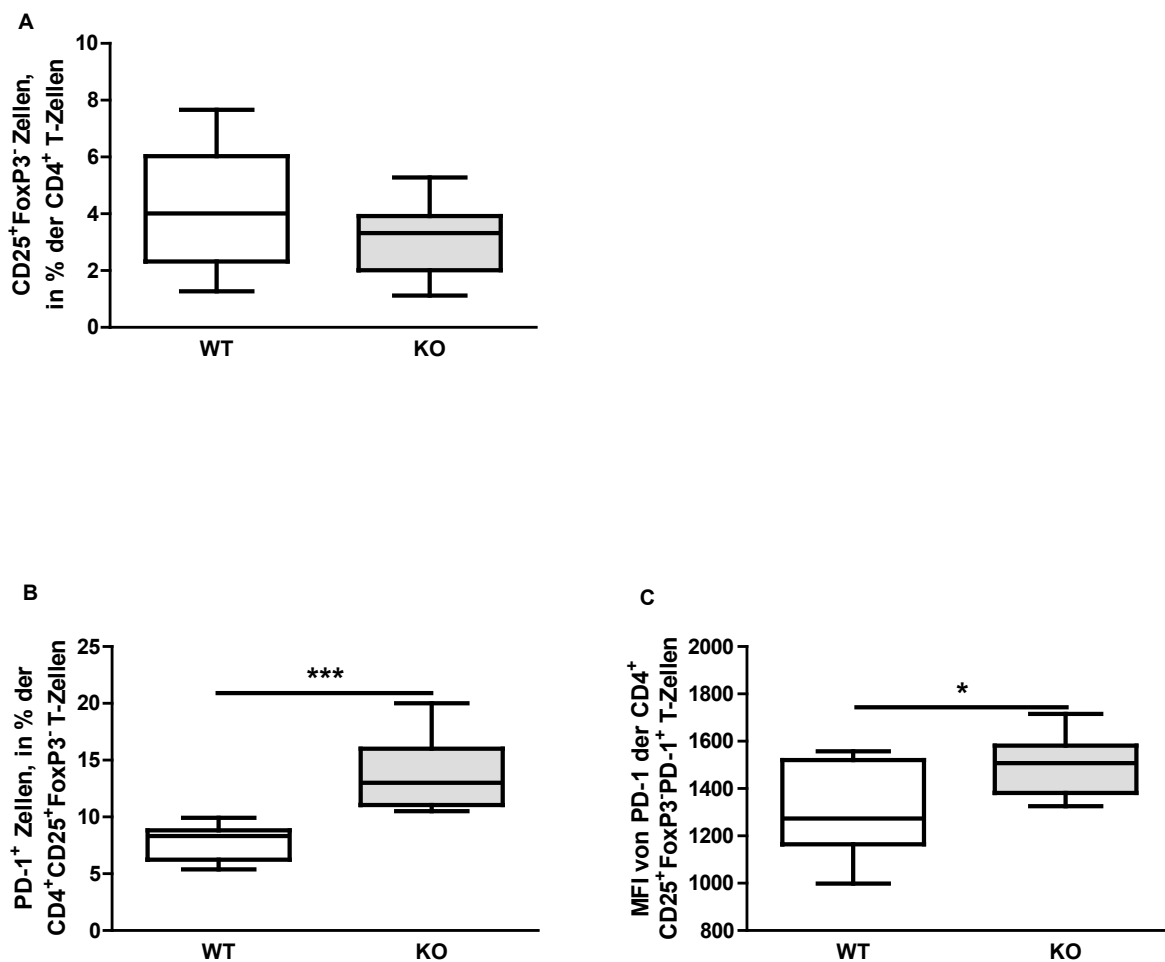 A
CD25⁺FoxP3⁻ Zellen,
in % der CD4⁺ T-Zellen
10
8
6
4
2
0
WT KO
B
PD-1⁺ Zellen, in % der
CD4⁺CD25⁺FoxP3⁻ T-Zellen
25
20
15
10
5
0
***
WT KO
C
MFI von PD-1 der CD4⁺
CD25⁺FoxP3⁻PD-1⁺ T-Zellen
2000
1800
1600
1400
1200
1000
800
*
WT KO